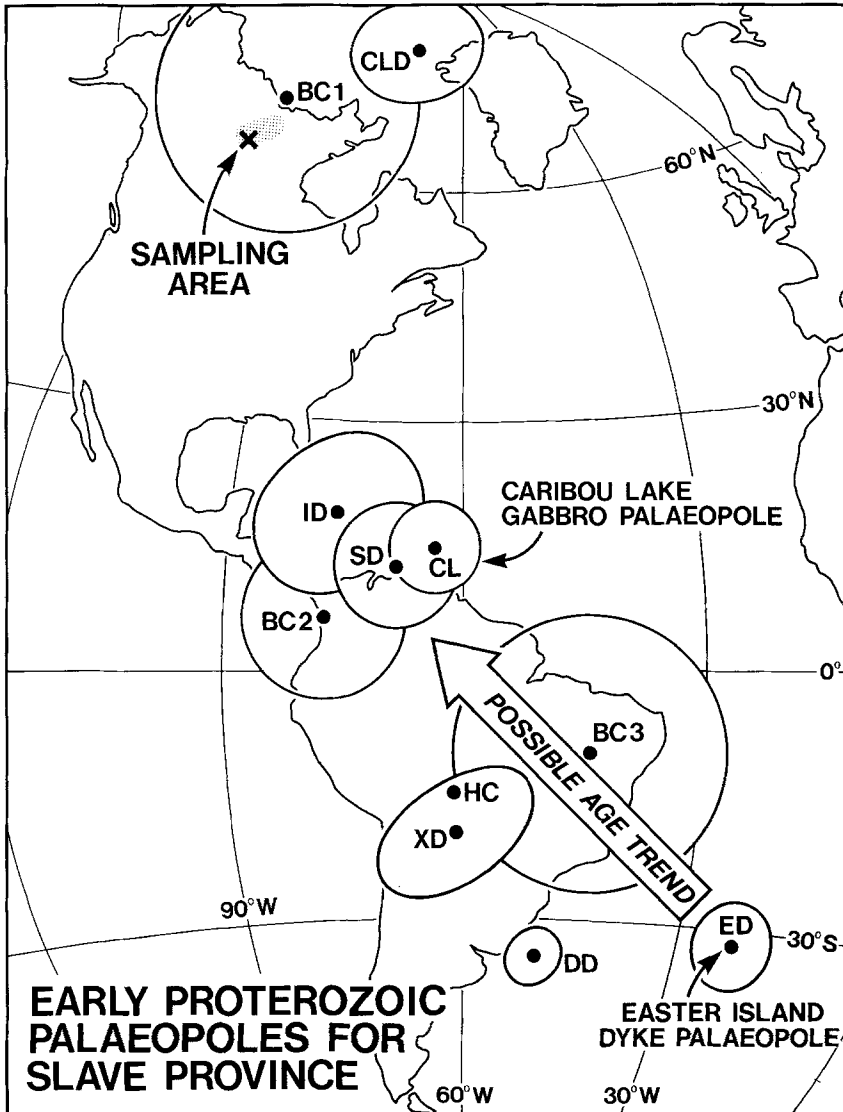 CLD
BC1
60°N
SAMPLING
AREA
30°N
ID
CARIBOU LAKE
GABBRO PALAEOPOLE
SD
CL
BC2
0°
POSSIBLE AGE TREND
BC3
HC
XD
90°W
ED
30°S
DD
EASTER ISLAND
DYKE PALAEOPOLE
EARLY PROTEROZOIC
PALAEOPOLES FOR
SLAVE PROVINCE
60°W
30°W